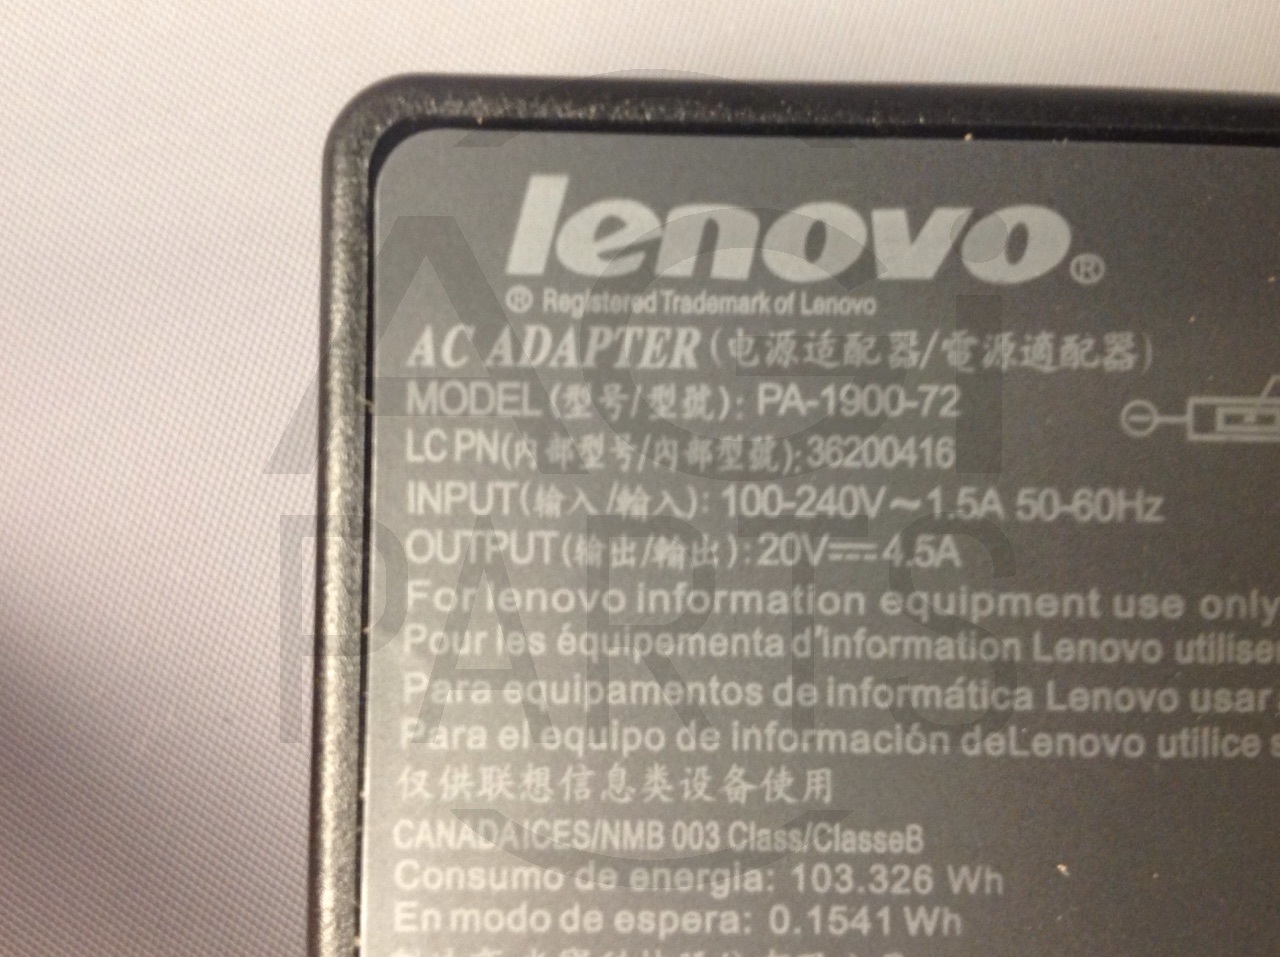 lenovo®
® Registered Trademark of Lenovo
AC ADAPTER (电源适配器/電源適配器)
MODEL (型号/型號): PA-1900-72
LC PN(内部型号/內部型號):36200416
INPUT(输入/輸入): 100-240V~1.5A 50-60Hz
OUTPUT(输出/輸出):20V⎓4.5A
For lenovo information equipment use only
Pour les équipementa d'information Lenovo utilise
Para equipamentos de informática Lenovo usar
Para el equipo de información deLenovo utilice s
仅供联想信息类设备使用
CANADAICES/NMB 003 Class/ClasseB
Consumo de energia: 103.326 Wh
En modo de espera: 0.1541 Wh
AGi
PARTS